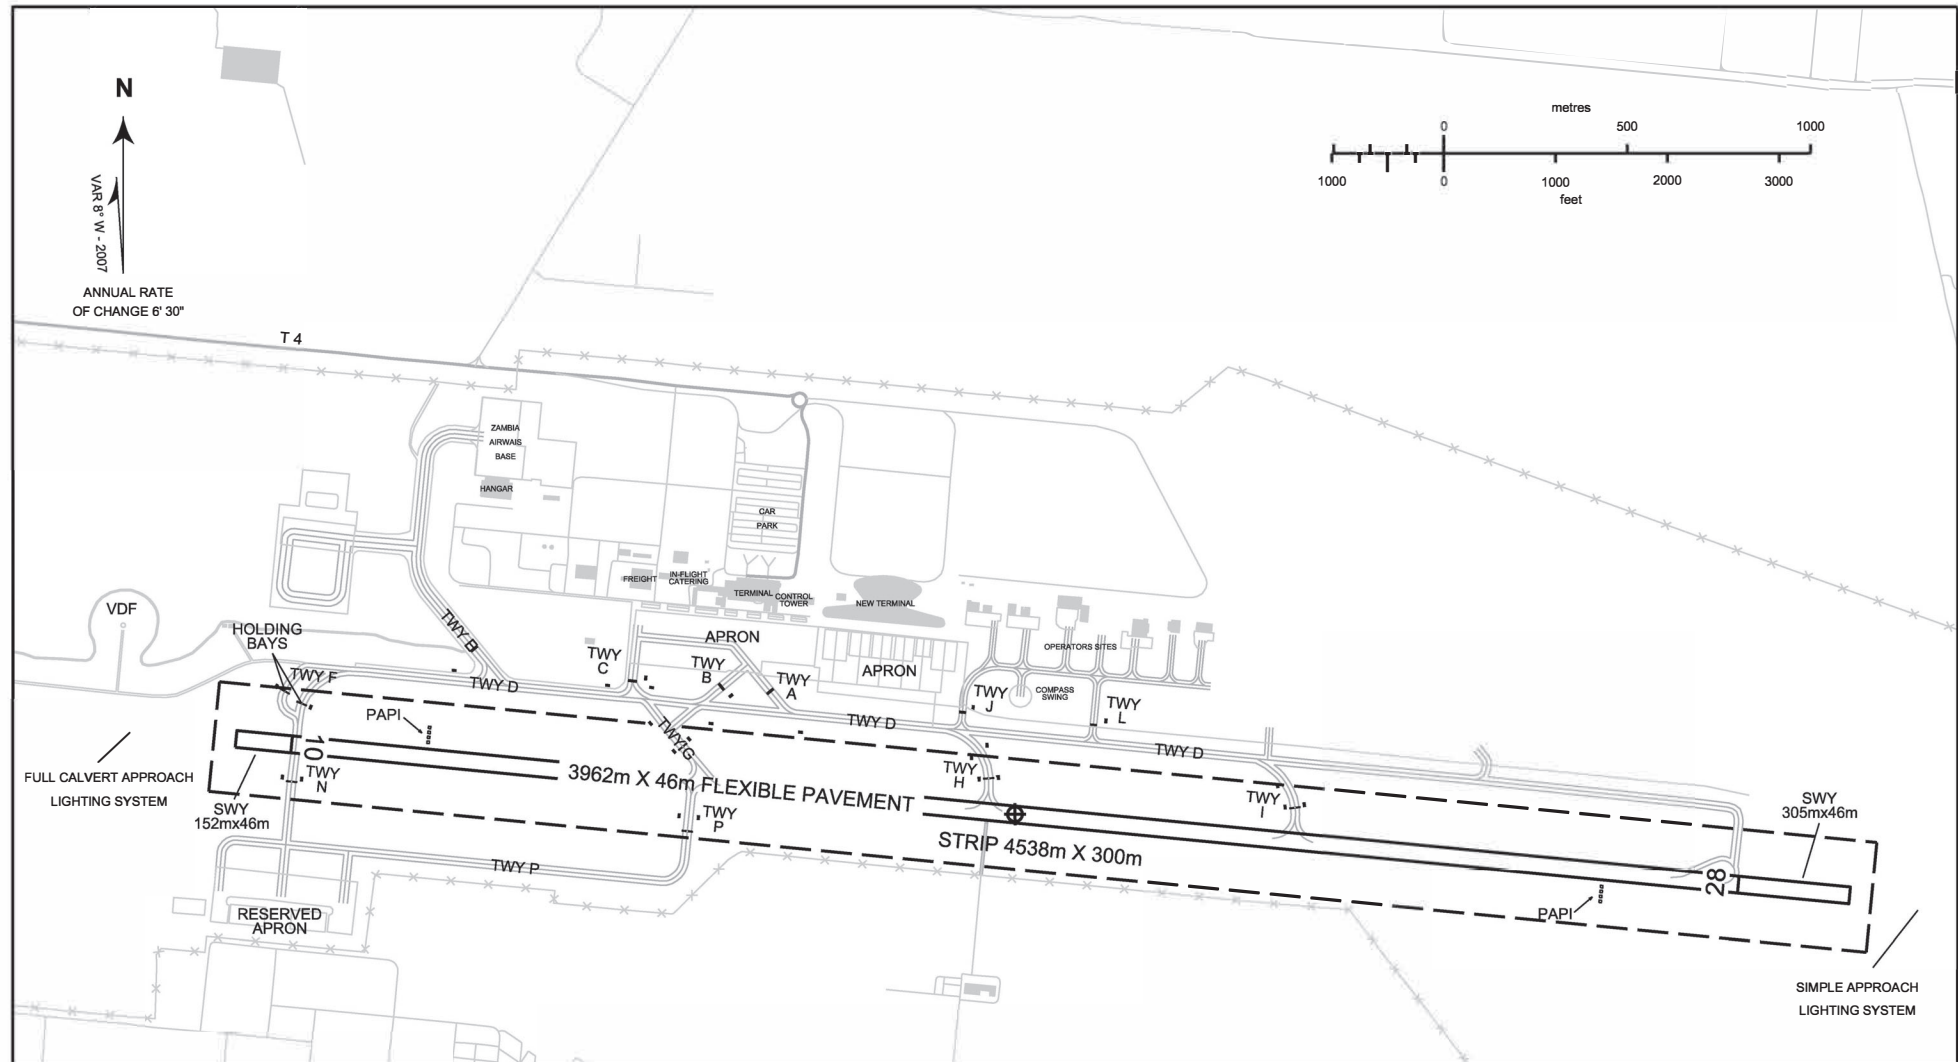 N
VAR 8° W - 2007
ANNUAL RATE
OF CHANGE 6' 30"
metres
0 500 1000
1000 0 1000 2000 3000
feet
T 4
ZAMBIA
AIRWAIS
BASE
HANGAR
CAR
PARK
FREIGHT
IN-FLIGHT
CATERING
TERMINAL
CONTROL
TOWER
NEW TERMINAL
VDF
HOLDING
BAYS
TWY B
TWY
C
APRON
TWY
B
TWY
A
APRON
OPERATORS SITES
COMPASS
SWING
TWY
J
TWY
L
TWY F
TWY D
TWY D
TWY D
PAPI
TWY G
10
FULL CALVERT APPROACH
LIGHTING SYSTEM
TWY
N
SWY
152mx46m
3962m X 46m FLEXIBLE PAVEMENT
TWY
H
TWY
I
SWY
305mx46m
TWY
P
STRIP 4538m X 300m
TWY P
28
PAPI
RESERVED
APRON
SIMPLE APPROACH
LIGHTING SYSTEM